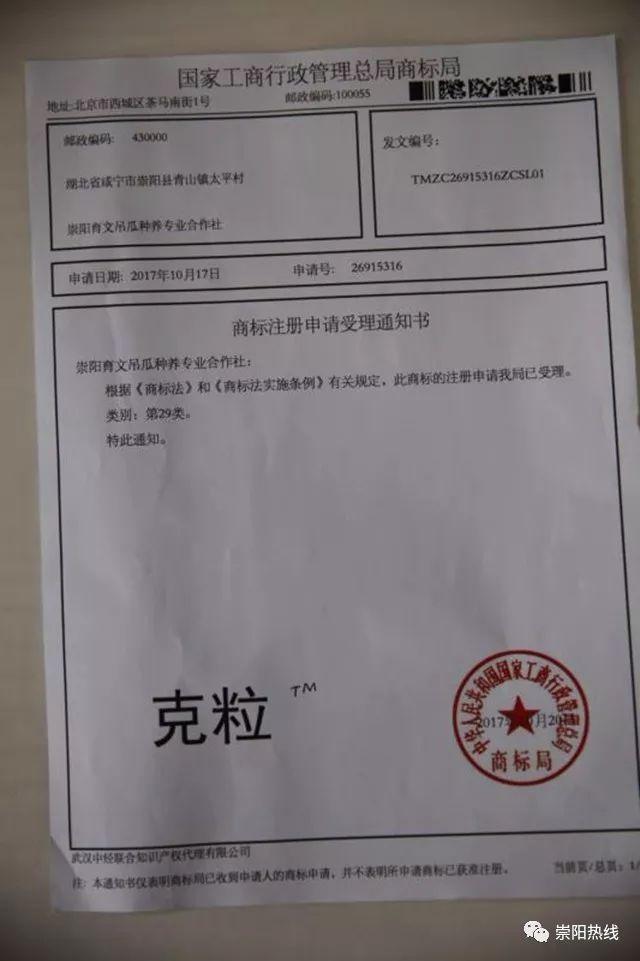 国家工商行政管理总局商标局
地址:北京市西城区茶马南街1号 邮政编码:100055
邮政编码: 430000
湖北省咸宁市崇阳县青山镇太平村
崇阳育文吊瓜种养专业合作社
发文编号:
TMZC26915316ZCSL01
申请日期: 2017年10月17日 申请号: 26915316
商标注册申请受理通知书
崇阳育文吊瓜种养专业合作社:
根据《商标法》和《商标法实施条例》有关规定,此商标的注册申请我局已受理。
类别: 第29类。
特此通知。
克粒 TM
中华人民共和国国家工商行政管理总局
商标局
武汉中经联合知识产权代理有限公司
注: 本通知书仅表明商标局已收到申请人的商标申请,并不表明所申请商标已获准注册。
当前页/总页: 1/
崇阳热线